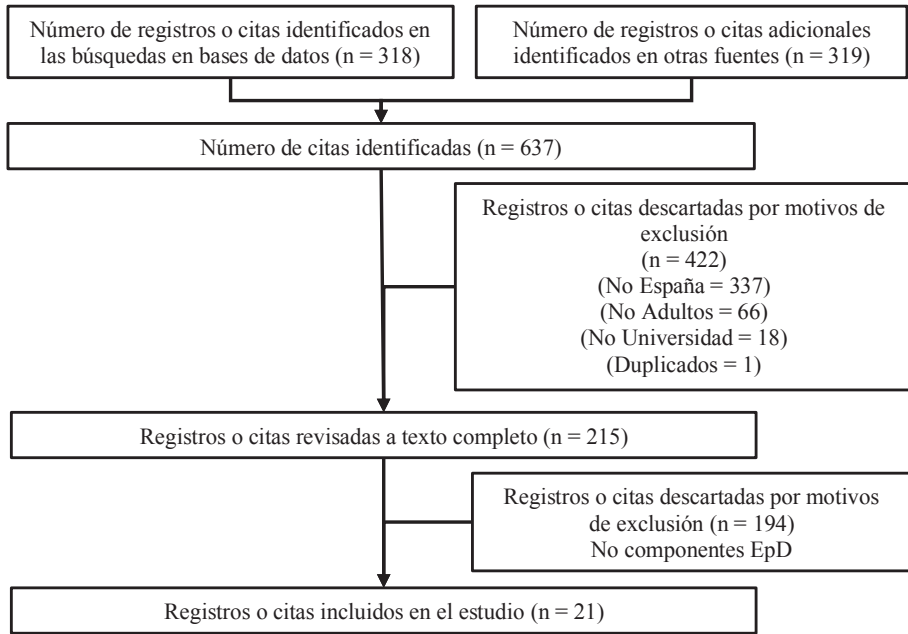 Número de registros o citas identificados en
las búsquedas en bases de datos (n = 318)
Número de registros o citas adicionales
identificados en otras fuentes (n = 319)
Número de citas identificadas (n = 637)
Registros o citas descartadas por motivos de
exclusión
(n = 422)
(No España = 337)
(No Adultos = 66)
(No Universidad = 18)
(Duplicados = 1)
Registros o citas revisadas a texto completo (n = 215)
Registros o citas descartadas por motivos
de exclusión (n = 194)
No componentes EpD
Registros o citas incluidos en el estudio (n = 21)